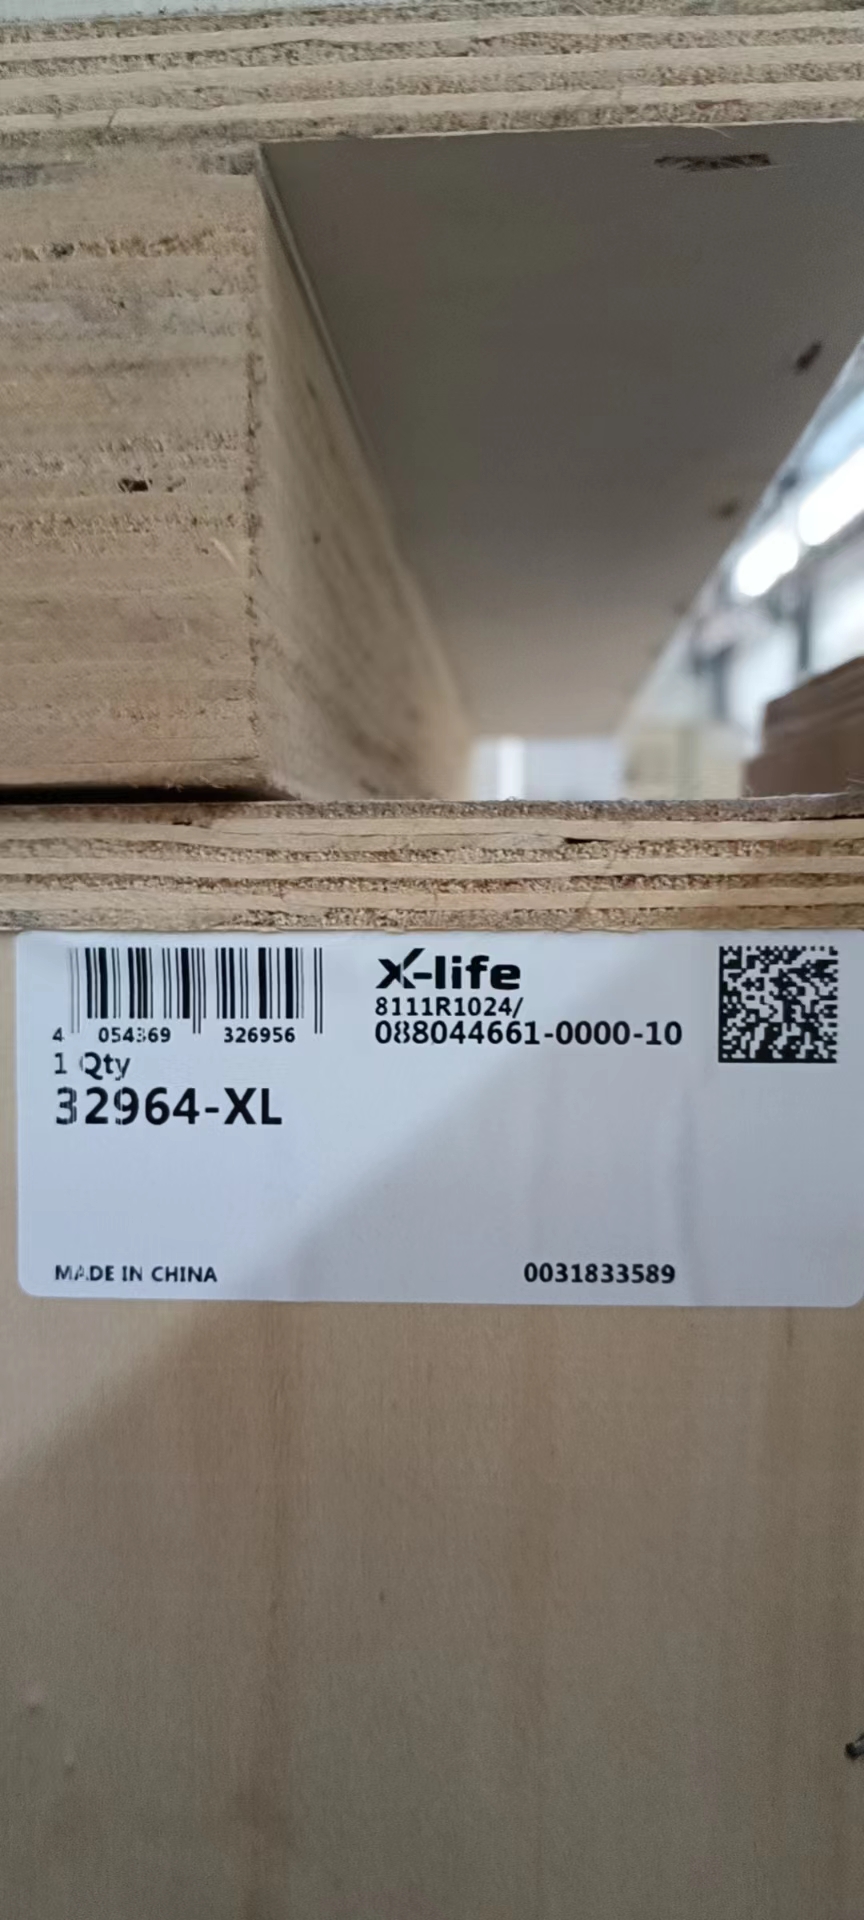 4 054369 326956
1 Qty
32964-XL
X-life
8111R1024/
088044661-0000-10
MADE IN CHINA
0031833589